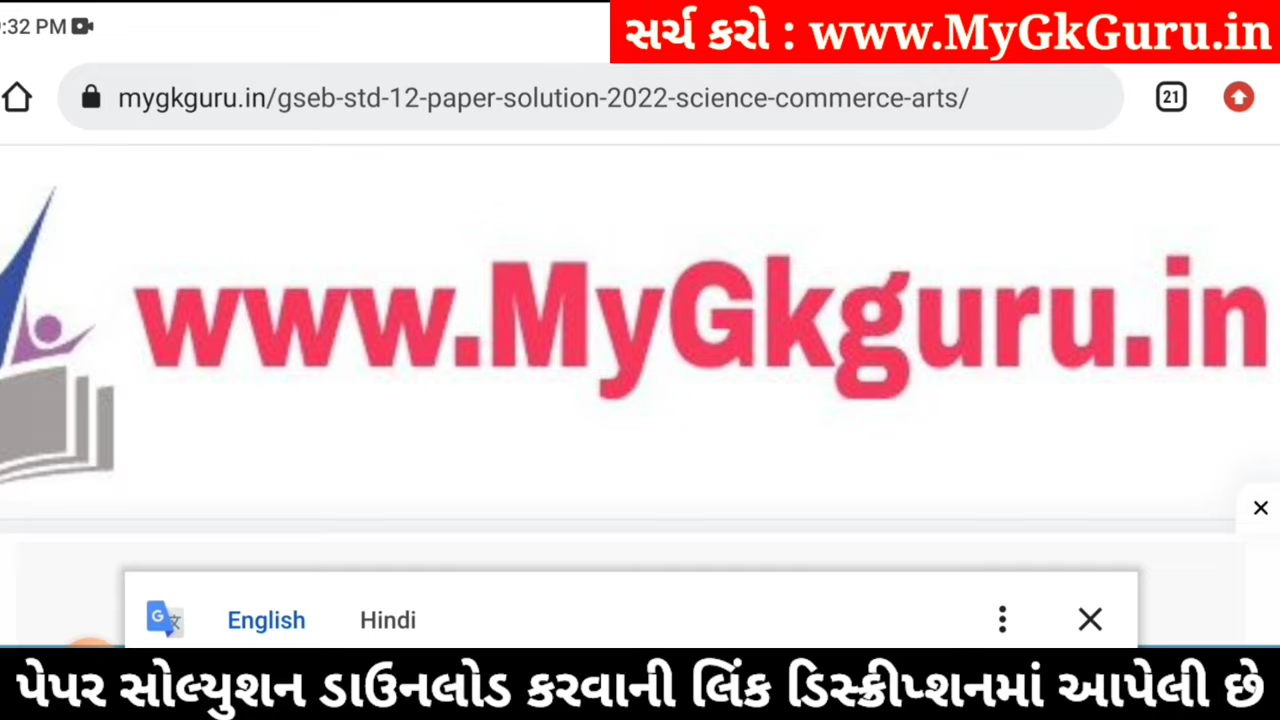 :32 PM
સર્ચ કરો : www.MyGkGuru.in
mygkguru.in/gseb-std-12-paper-solution-2022-science-commerce-arts/
21
www.MyGkguru.in
English Hindi
પેપર સોલ્યુશન ડાઉનલોડ કરવાની લિંક ડિસ્ક્રીપ્શનમાં આપેલી છે